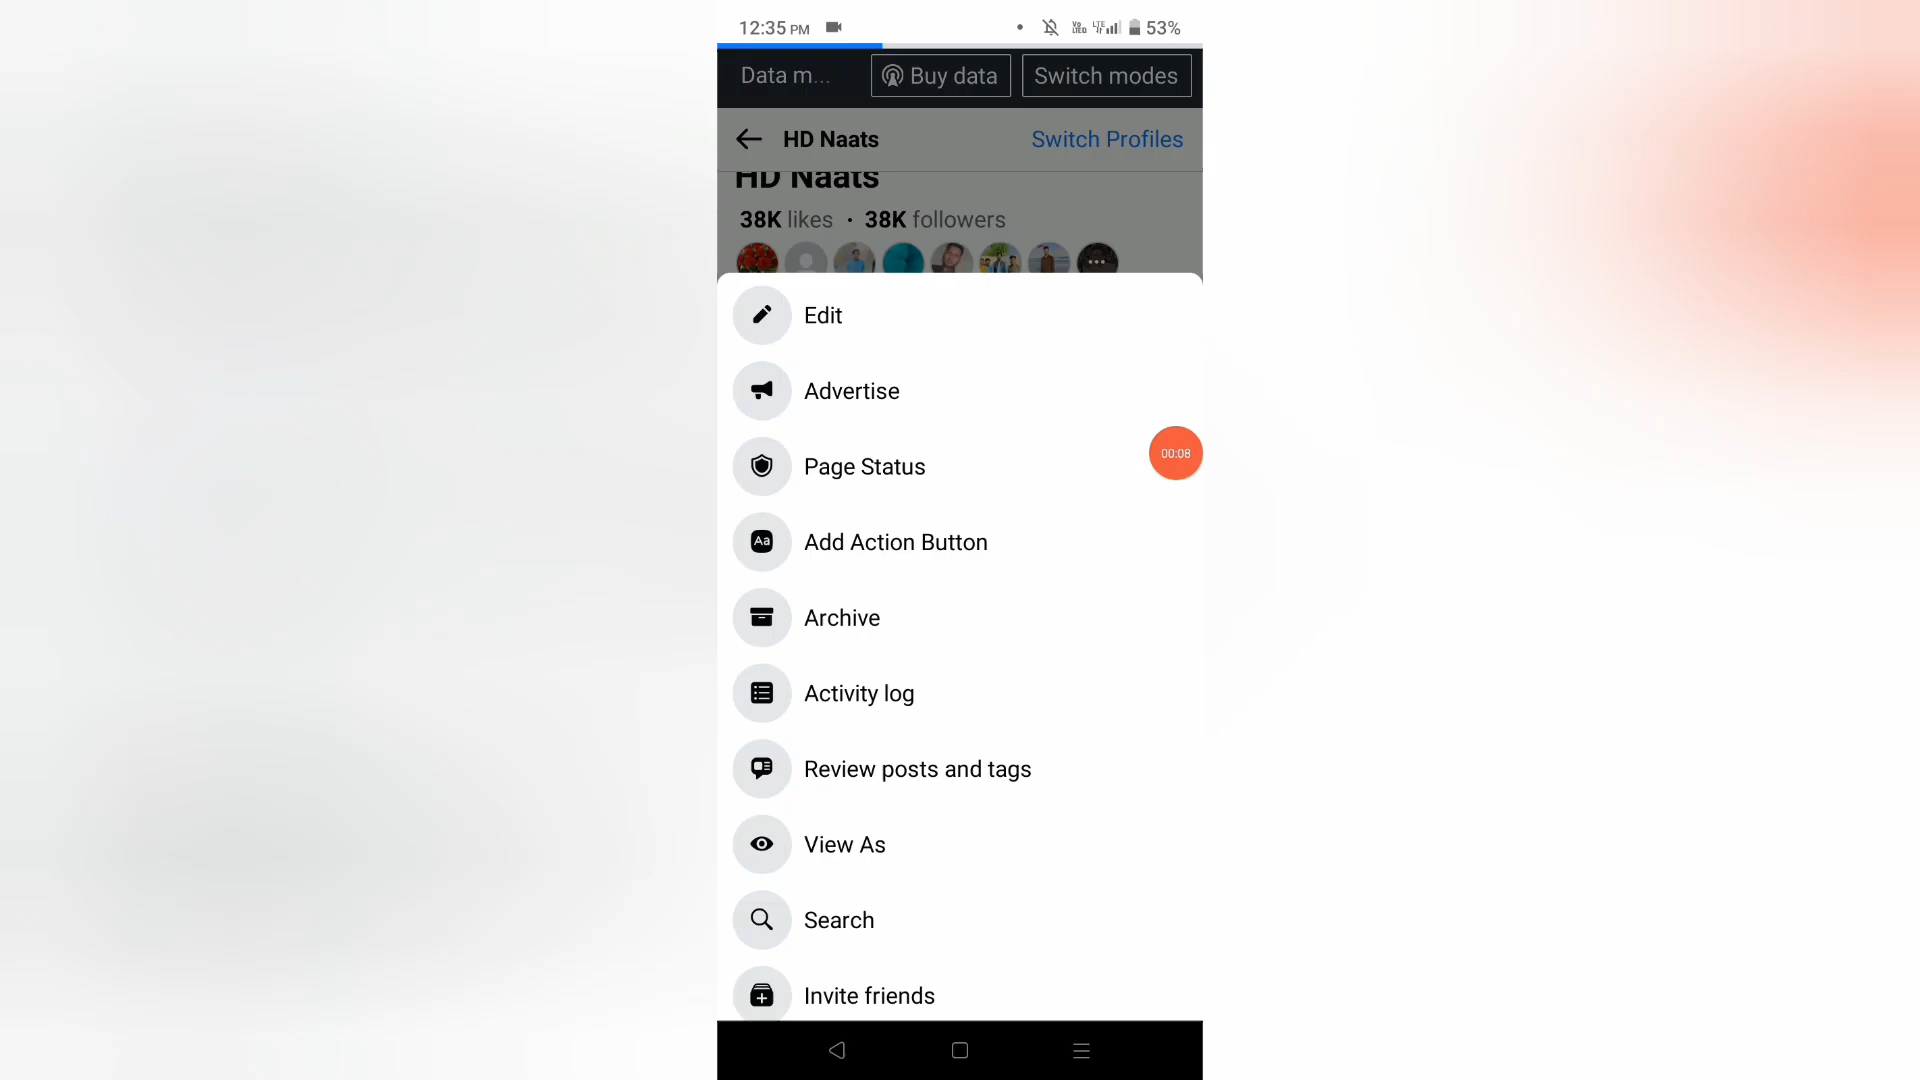 12:35 PM 53%
Data m... Buy data Switch modes
HD Naats Switch Profiles
HD Naats
38K likes • 38K followers
Edit
Advertise
00:08
Page Status
Aa Add Action Button
Archive
Activity log
Review posts and tags
View As
Search
Invite friends